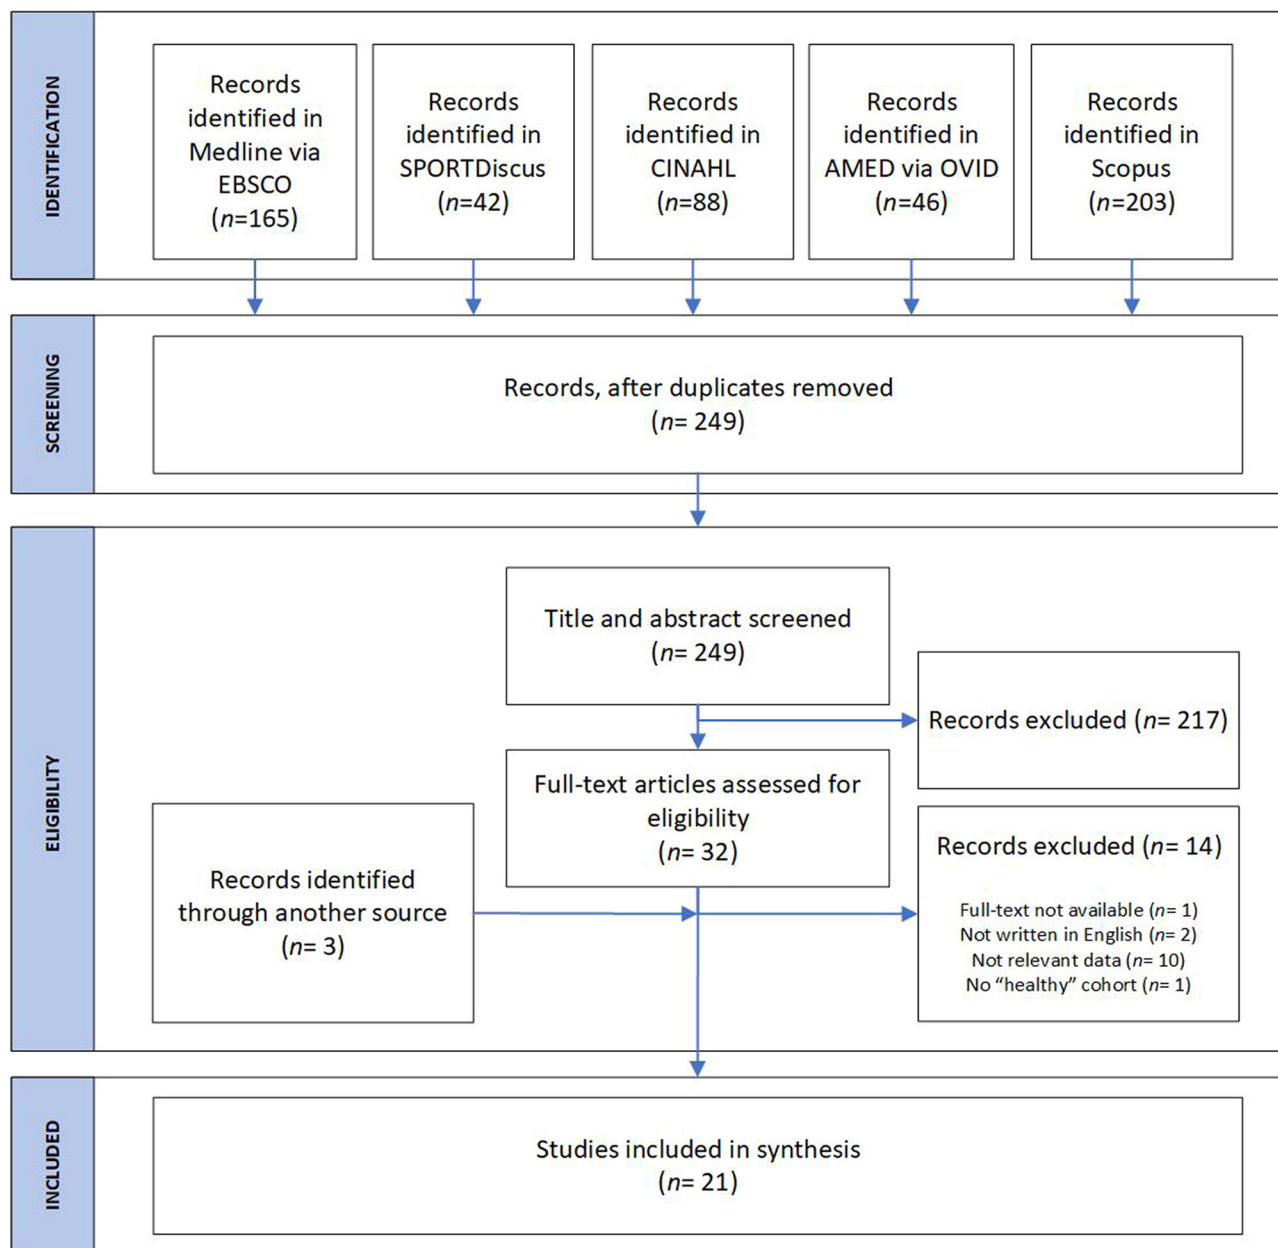 IDENTIFICATION
Records
identified in
Medline via
EBSCO
(n=165)
Records
identified in
SPORTDiscus
(n=42)
Records
identified in
CINAHL
(n=88)
Records
identified in
AMED via OVID
(n=46)
Records
identified in
Scopus
(n=203)
SCREENING
Records, after duplicates removed
(n= 249)
ELIGIBILITY
Title and abstract screened
(n= 249)
Records excluded (n= 217)
Full-text articles assessed for
eligibility
(n= 32)
Records identified
through another source
(n= 3)
Records excluded (n= 14)
Full-text not available (n= 1)
Not written in English (n= 2)
Not relevant data (n= 10)
No “healthy” cohort (n= 1)
INCLUDED
Studies included in synthesis
(n= 21)